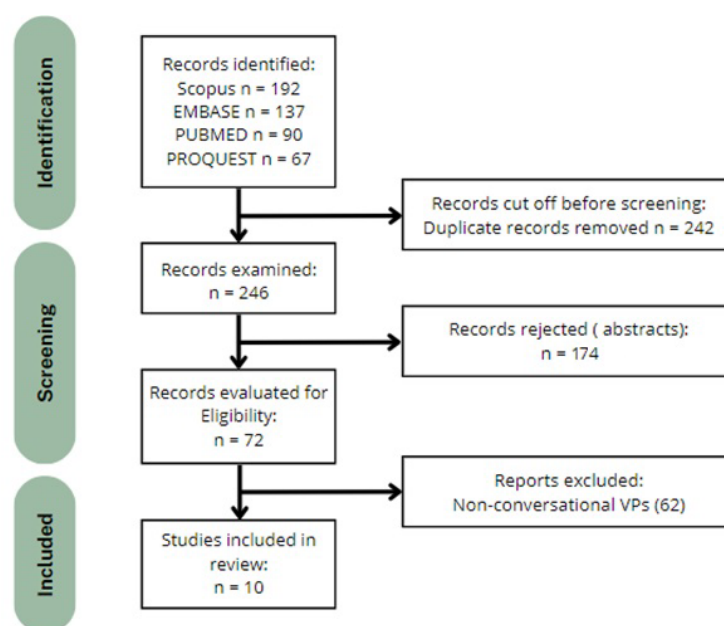 Identification
Records identified:
Scopus n = 192
EMBASE n = 137
PUBMED n = 90
PROQUEST n = 67
Records cut off before screening:
Duplicate records removed n = 242
Screening
Records examined:
n = 246
Records rejected ( abstracts):
n = 174
Records evaluated for
Eligibility:
n = 72
Reports excluded:
Non-conversational VPs (62)
Included
Studies included in
review:
n = 10